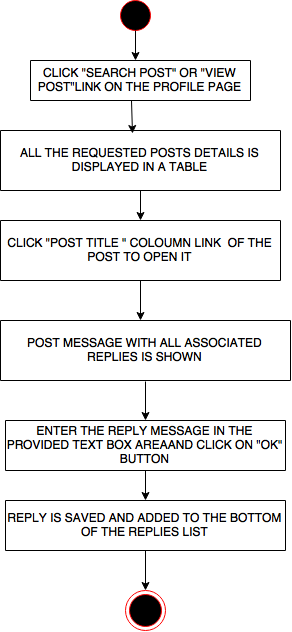 CLICK "SEARCH POST" OR "VIEW
POST"LINK ON THE PROFILE PAGE
ALL THE REQUESTED POSTS DETAILS IS
DISPLAYED IN A TABLE
CLICK "POST TITLE " COLOUMN LINK  OF THE
POST TO OPEN IT
POST MESSAGE WITH ALL ASSOCIATED
REPLIES IS SHOWN
ENTER THE REPLY MESSAGE IN THE
PROVIDED TEXT BOX AREAAND CLICK ON "OK"
BUTTON
REPLY IS SAVED AND ADDED TO THE BOTTOM
OF THE REPLIES LIST